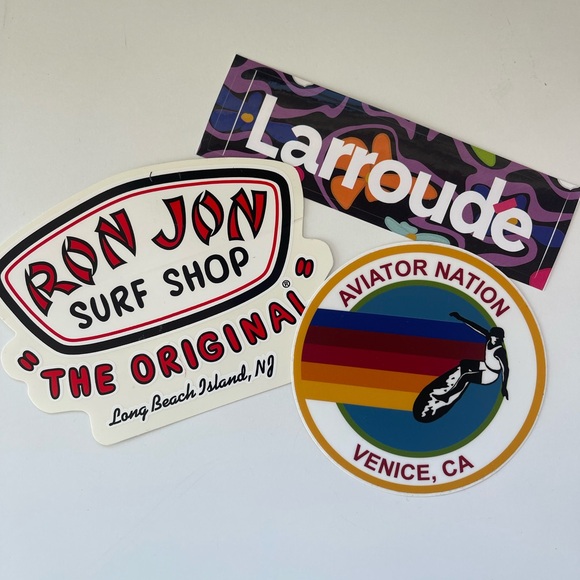 Larroude
RON JON
SURF SHOP
®
"THE ORIGINAL"
Long Beach Island, NJ
AVIATOR NATION
VENICE, CA